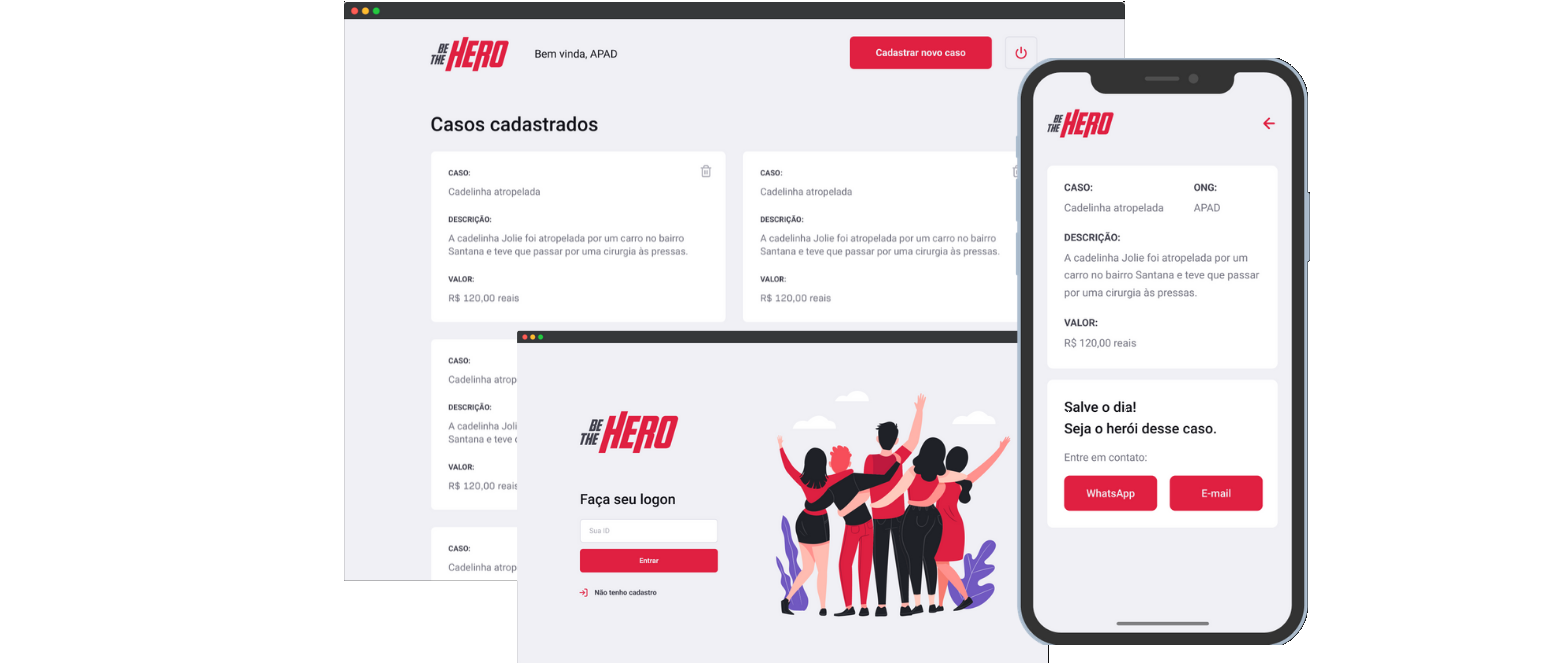 BE
THE HERO
Bem vinda, APAD
Cadastrar novo caso
Casos cadastrados
CASO:
Cadelinha atropelada
DESCRIÇÃO:
A cadelinha Jolie foi atropelada por um carro no bairro
Santana e teve que passar por uma cirurgia às pressas.
VALOR:
R$ 120,00 reais
CASO:
Cadelinha atropelada
DESCRIÇÃO:
A cadelinha Jolie foi atropelada por um carro no bairro
Santana e teve que passar por uma cirurgia às pressas.
VALOR:
R$ 120,00 reais
CASO:
Cadelinha atrop
DESCRIÇÃO:
A cadelinha Joli
Santana e teve
VALOR:
R$ 120,00 reais
CASO:
Cadelinha atrop
BE
THE HERO
Faça seu logon
Sua ID
Entrar
Não tenho cadastro
BE
THE HERO
CASO:
Cadelinha atropelada
ONG:
APAD
DESCRIÇÃO:
A cadelinha Jolie foi atropelada por um
carro no bairro Santana e teve que passar
por uma cirurgia às pressas.
VALOR:
R$ 120,00 reais
Salve o dia!
Seja o herói desse caso.
Entre em contato:
WhatsApp
E-mail